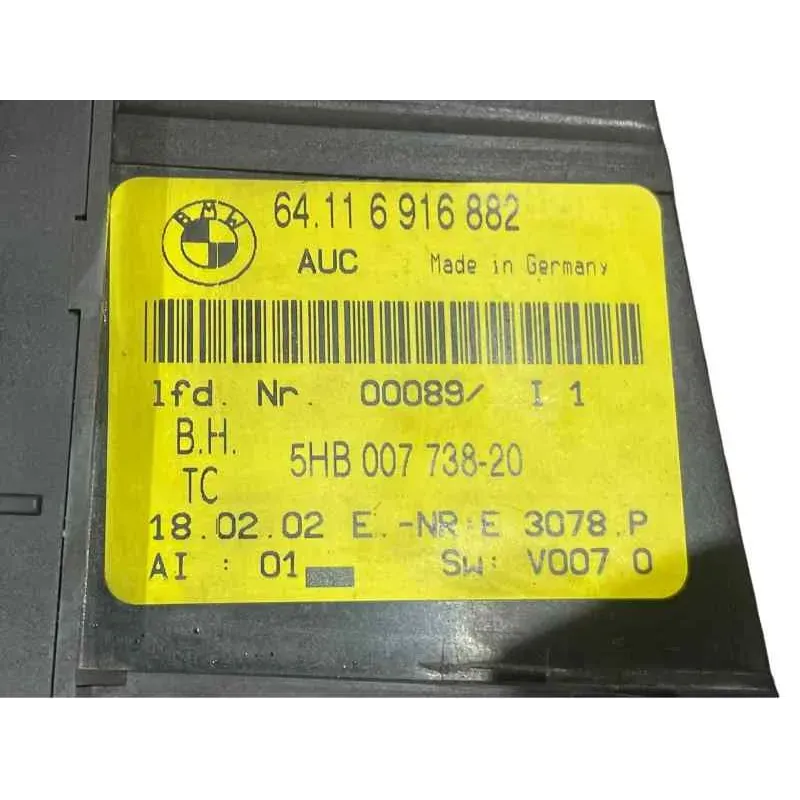 BMW
64.11 6 916 882
AUC Made in Germany
lfd. Nr. 00089/ I 1
B.H.
TC 5HB 007 738-20
18.02.02 E.-NR:E 3078.P
AI : 01 SW: V007 0